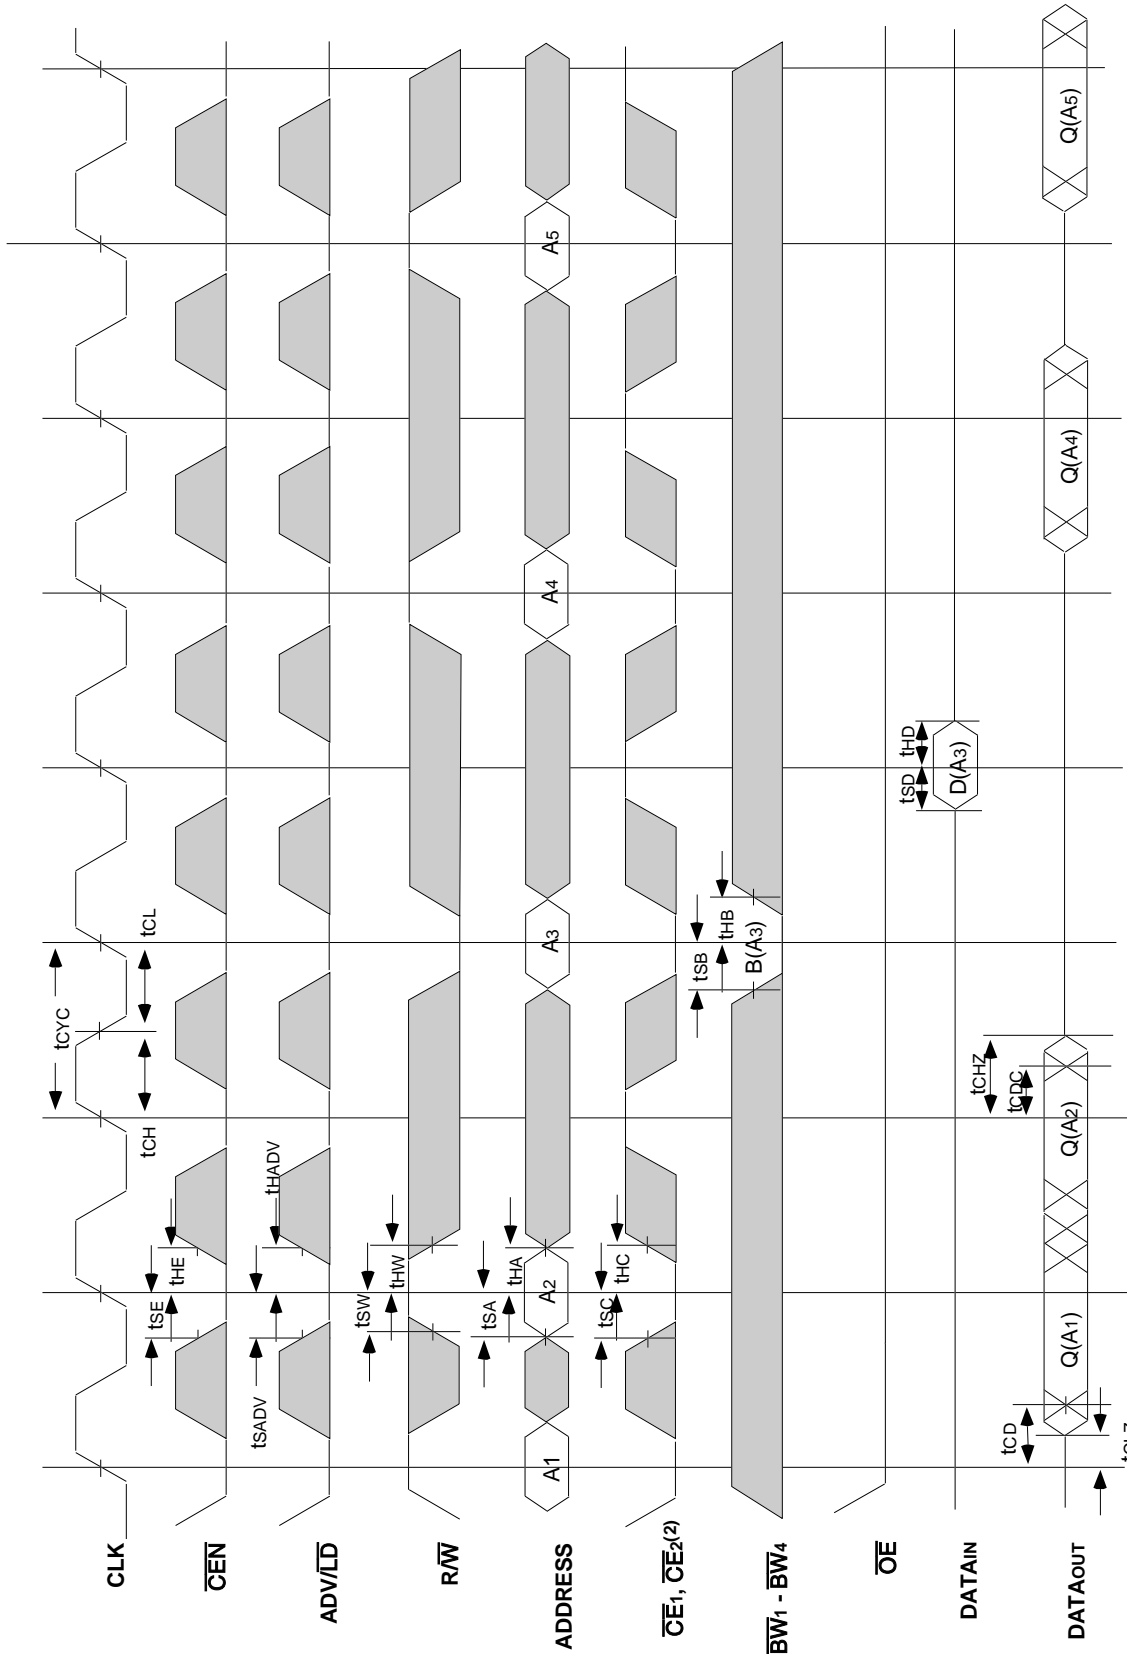 CLK
tCYC
tCH
tCL
CEN
tSE
tHE
ADV/LD
tSADV
tHADV
R/W
tSW
tHW
ADDRESS
A1
tSA
tHA
A2
A3
A4
A5
CE1, CE2(2)
tSC
tHC
BW1 - BW4
tSB
tHB
B(A3)
OE
DATAIN
tSD
tHD
D(A3)
DATAOUT
tCD
Q(A1)
tCHZ
tCDC
Q(A2)
Q(A4)
Q(A5)